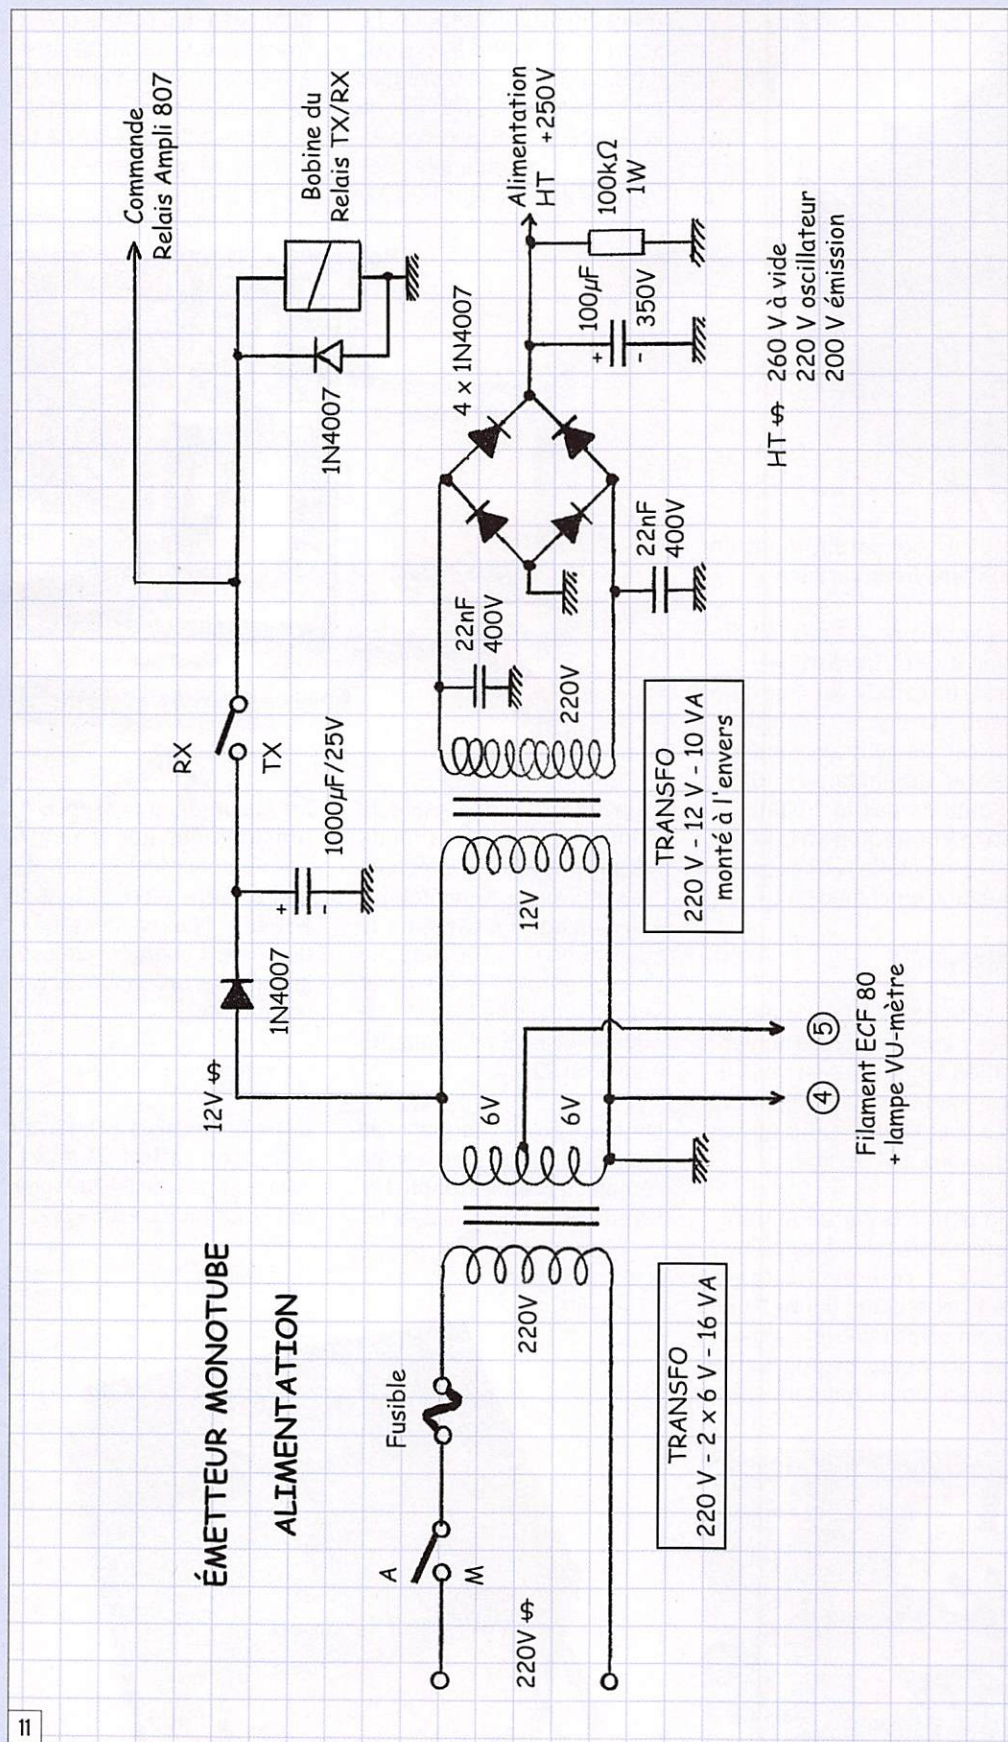 11
ÉMETTEUR MONOTUBE
ALIMENTATION
220V
A
M
Fusible
220V
TRANSFO
220 V - 2 x 6 V - 16 VA
6V
6V
12V
1N4007
+
-
1000µF/25V
RX
TX
Commande
Relais Ampli 807
1N4007
Bobine du
Relais TX/RX
4
5
Filament ECF 80
+ lampe VU-mètre
12V
220V
TRANSFO
220 V - 12 V - 10 VA
monté à l'envers
22nF
400V
22nF
400V
4 x 1N4007
Alimentation
HT +250V
+
-
100µF
350V
100kΩ
1W
HT 260 V à vide
220 V oscillateur
200 V émission